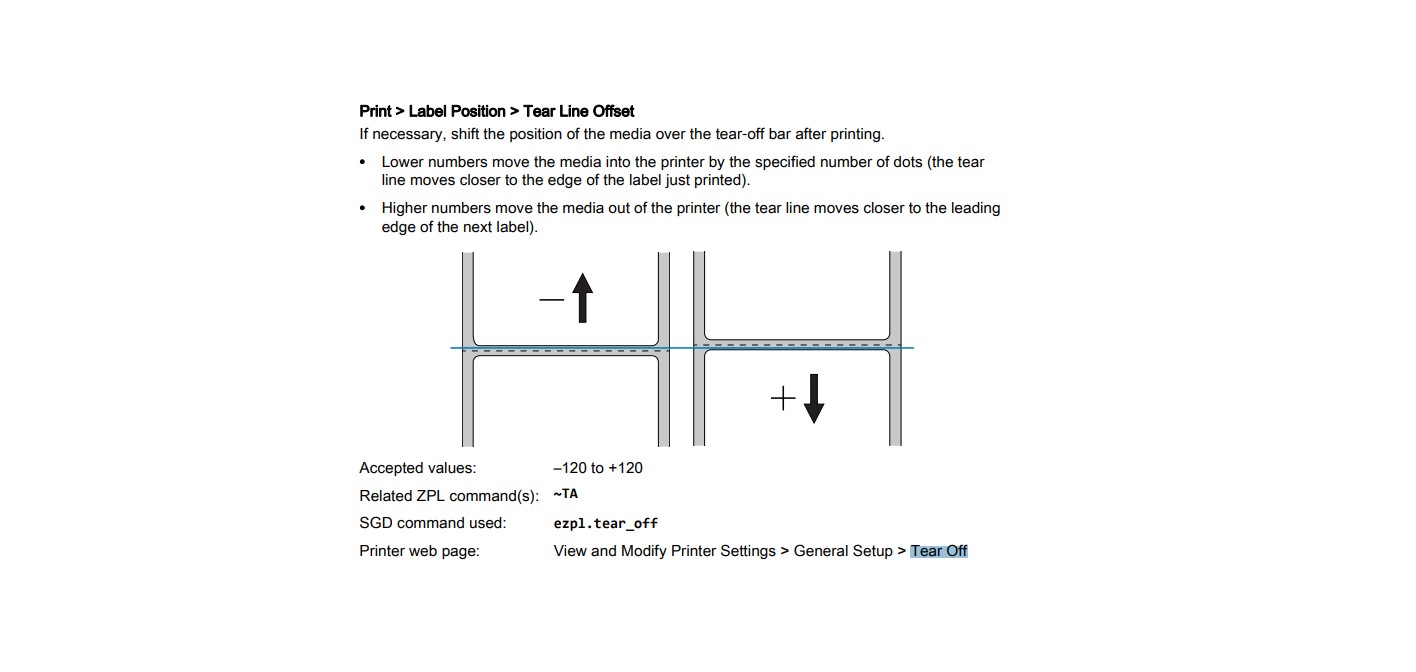 Print > Label Position > Tear Line Offset
If necessary, shift the position of the media over the tear-off bar after printing.
• Lower numbers move the media into the printer by the specified number of dots (the tear
line moves closer to the edge of the label just printed).
• Higher numbers move the media out of the printer (the tear line moves closer to the leading
edge of the next label).
–
+
Accepted values: –120 to +120
Related ZPL command(s): ~TA
SGD command used: ezpl.tear_off
Printer web page: View and Modify Printer Settings > General Setup > Tear Off